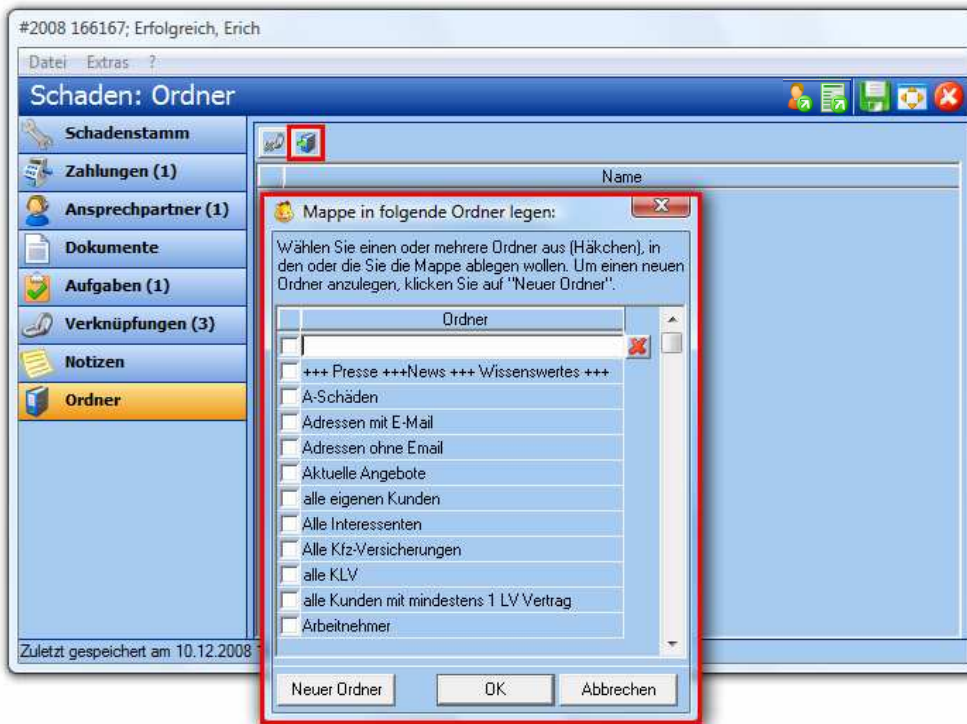 #2008 166167; Erfolgreich, Erich
Datei Extras ?
Schaden: Ordner
Schadenstamm
Zahlungen (1)
Ansprechpartner (1)
Dokumente
Aufgaben (1)
Verknüpfungen (3)
Notizen
Ordner
Name
Mappe in folgende Ordner legen:
Wählen Sie einen oder mehrere Ordner aus (Häkchen), in
den oder die Sie die Mappe ablegen wollen. Um einen neuen
Ordner anzulegen, klicken Sie auf "Neuer Ordner".
Ordner
+++ Presse +++News +++ Wissenswertes +++
A-Schäden
Adressen mit E-Mail
Adressen ohne Email
Aktuelle Angebote
alle eigenen Kunden
Alle Interessenten
Alle Kfz-Versicherungen
alle KLV
alle Kunden mit mindestens 1 LV Vertrag
Arbeitnehmer
Neuer Ordner OK Abbrechen
Zuletzt gespeichert am 10.12.2008